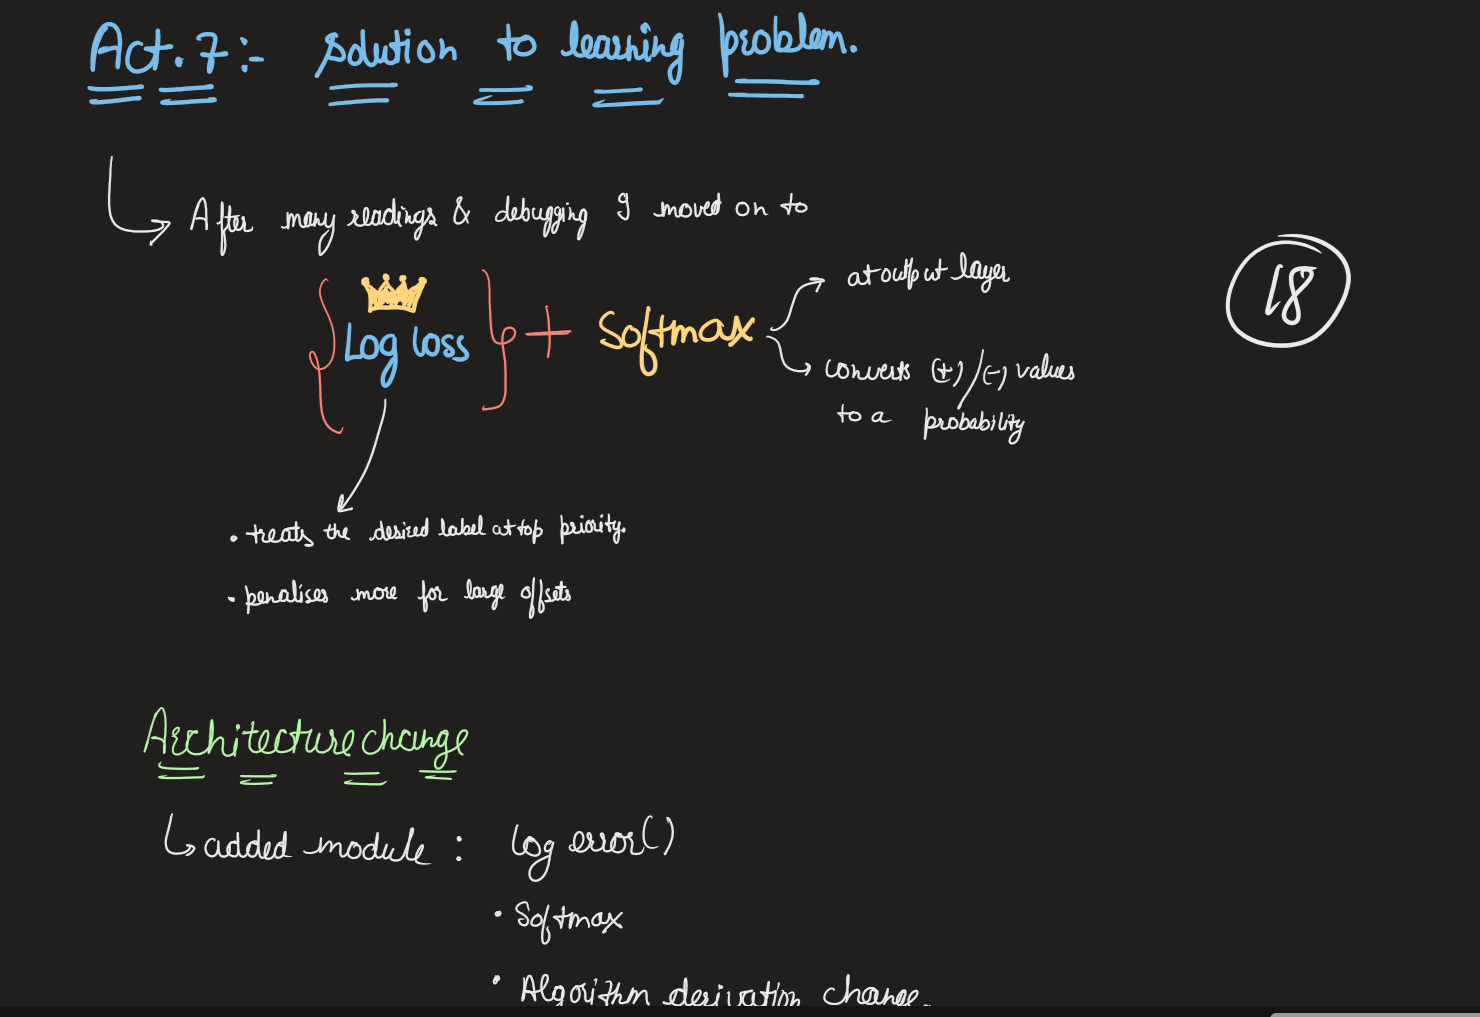 Act. 7:- solution to learning problem.
After many readings & debugging I moved on to
{ Log loss } + Softmax
at output layer
converts (+)/(-) values
to a probability
18
• treats the desired label at top priority.
• penalises more for large offsets
Architecture change
added module : log error()
• Softmax
• Algorithm derivation change.